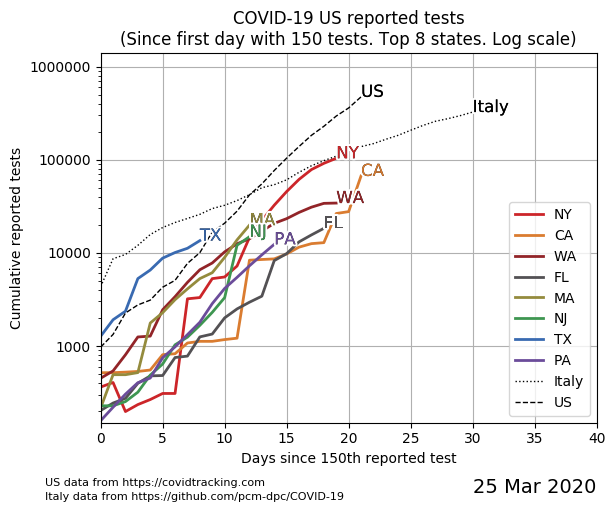 COVID-19 US reported tests
(Since first day with 150 tests. Top 8 states. Log scale)
1000000
100000
10000
1000
Cumulative reported tests
US
Italy
NY
CA
WA
FL
MA
NJ
TX
PA
NY
CA
WA
FL
MA
NJ
TX
PA
Italy
US
0 5 10 15 20 25 30 35 40
Days since 150th reported test
US data from https://covidtracking.com
Italy data from https://github.com/pcm-dpc/COVID-19
25 Mar 2020